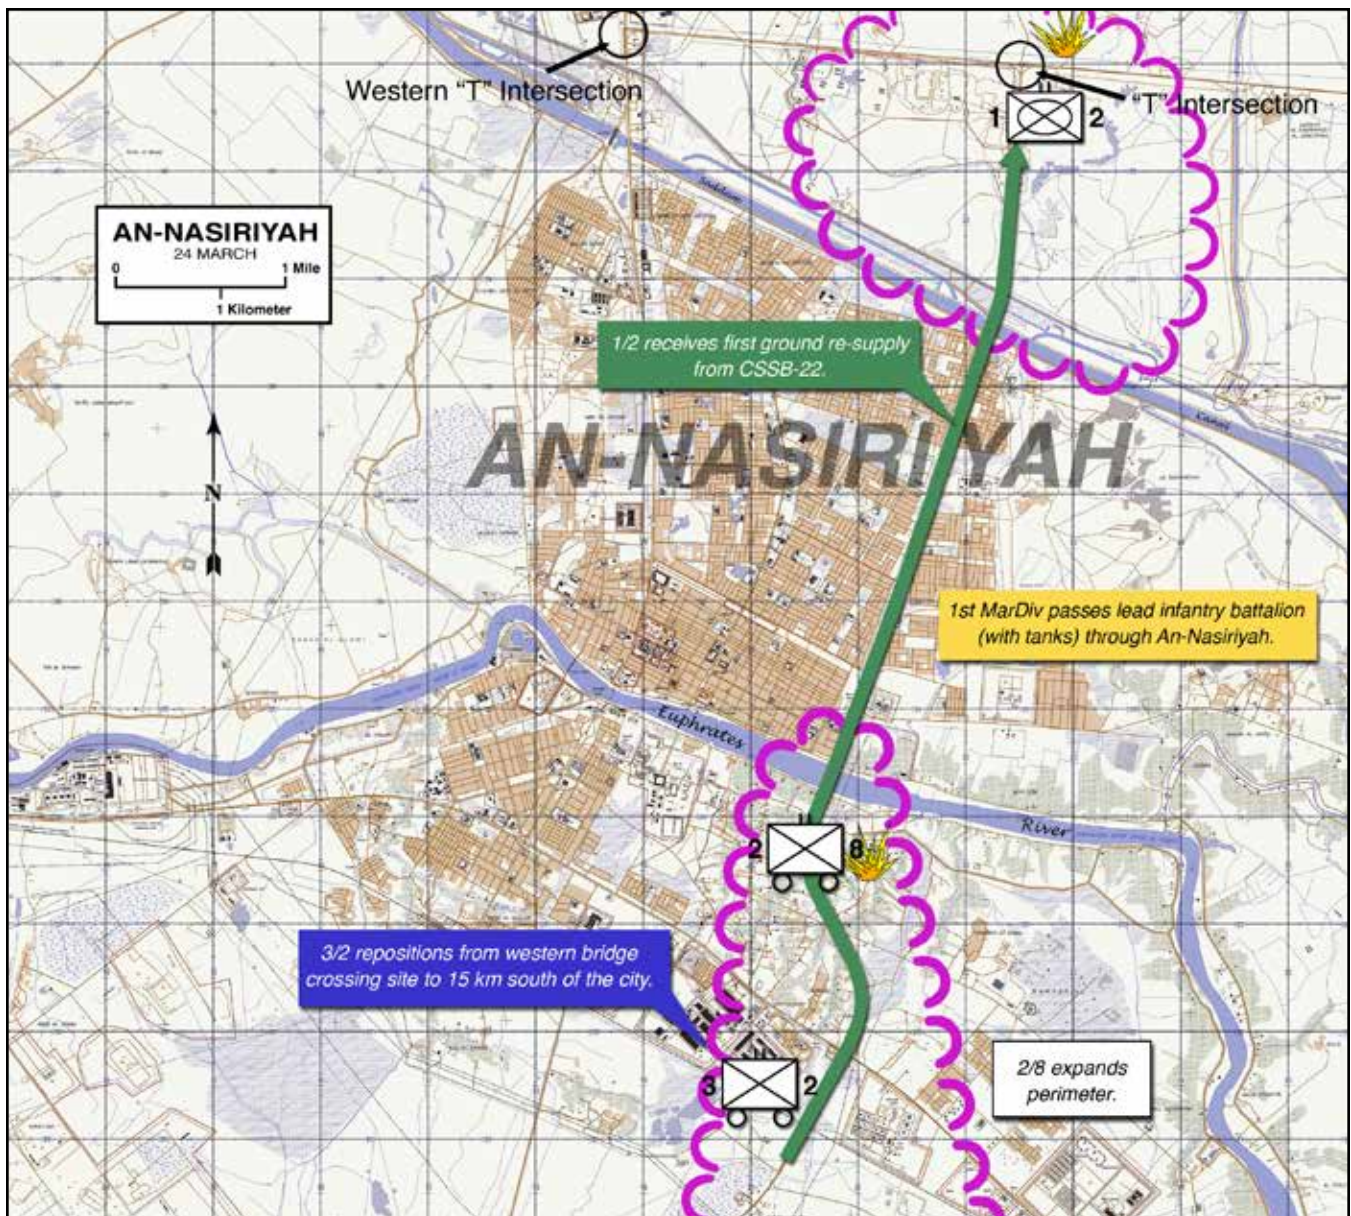 Western “T” Intersection
1
2
“T” Intersection
Saddam
AN-NASIRIYAH
24 MARCH
0
1 Mile
1 Kilometer
1/2 receives first ground re-supply
from CSSB-22.
Kanal
AN-NASIRIYAH
N
1st MarDiv passes lead infantry battalion
(with tanks) through An-Nasiriyah.
Euphrates
River
2
8
3/2 repositions from western bridge
crossing site to 15 km south of the city.
3
2
2/8 expands
perimeter.